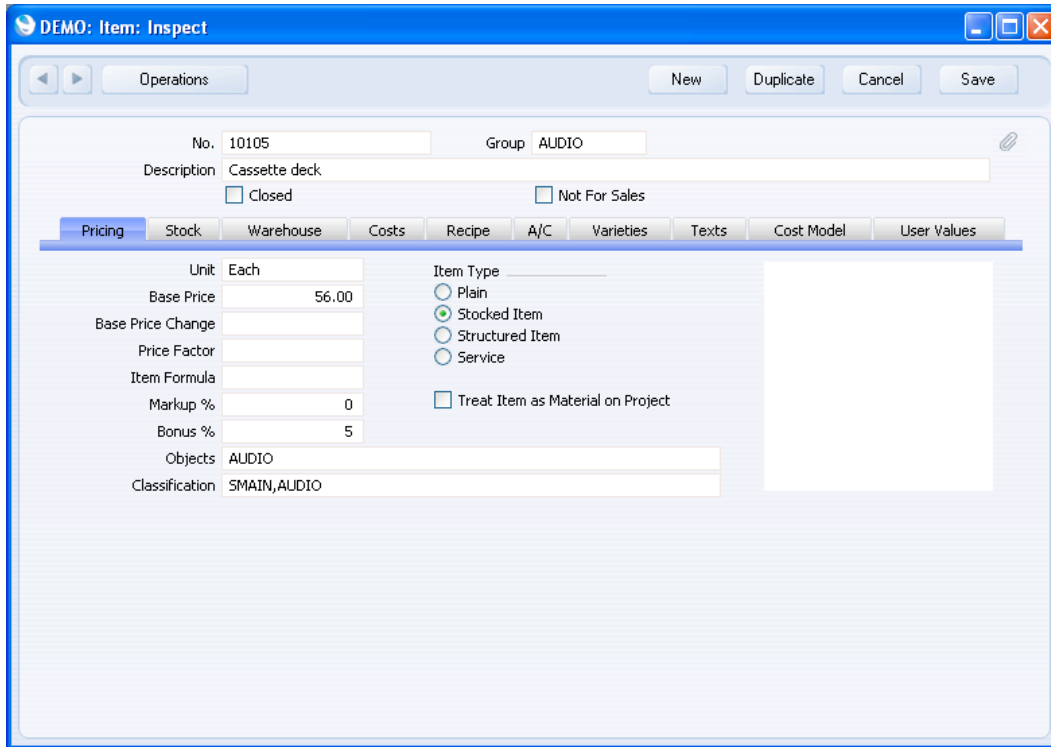 DEMO: Item: Inspect
Operations New Duplicate Cancel Save
No. 10105 Group AUDIO
Description Cassette deck
Closed Not For Sales
Pricing Stock Warehouse Costs Recipe A/C Varieties Texts Cost Model User Values
Unit Each Item Type
Base Price 56.00 Plain
Base Price Change Stocked Item
Price Factor Structured Item
Item Formula Service
Markup % 0 Treat Item as Material on Project
Bonus % 5
Objects AUDIO
Classification SMAIN,AUDIO